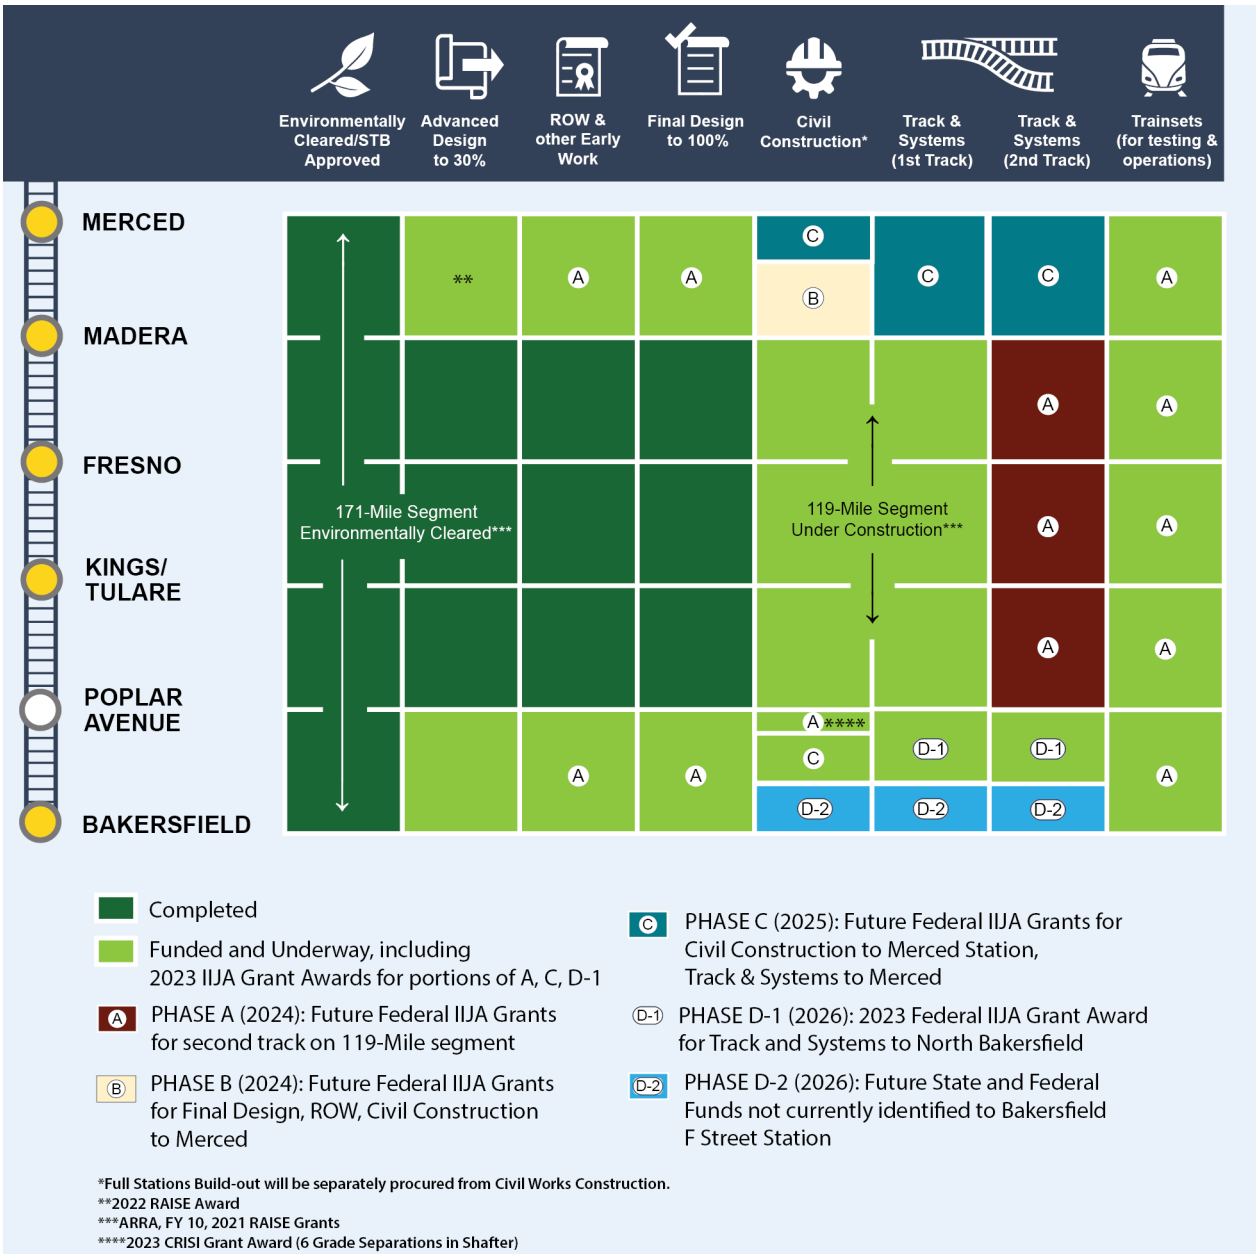 Environmentally
Cleared/STB
Approved
Advanced
Design
to 30%
ROW &
other Early
Work
Final Design
to 100%
Civil
Construction*
Track &
Systems
(1st Track)
Track &
Systems
(2nd Track)
Trainsets
(for testing &
operations)
MERCED
C
**
A
A
B
C
C
A
MADERA
A
A
FRESNO
171-Mile Segment
Environmentally Cleared***
119-Mile Segment
Under Construction***
A
A
KINGS/
TULARE
A
A
POPLAR
AVENUE
A ****
A
A
C
D-1
D-1
A
D-2
D-2
D-2
BAKERSFIELD
Completed
Funded and Underway, including
2023 IIJA Grant Awards for portions of A, C, D-1
A PHASE A (2024): Future Federal IIJA Grants
for second track on 119-Mile segment
B PHASE B (2024): Future Federal IIJA Grants
for Final Design, ROW, Civil Construction
to Merced
C PHASE C (2025): Future Federal IIJA Grants for
Civil Construction to Merced Station,
Track & Systems to Merced
D-1 PHASE D-1 (2026): 2023 Federal IIJA Grant Award
for Track and Systems to North Bakersfield
D-2 PHASE D-2 (2026): Future State and Federal
Funds not currently identified to Bakersfield
F Street Station
*Full Stations Build-out will be separately procured from Civil Works Construction.
**2022 RAISE Award
***ARRA, FY 10, 2021 RAISE Grants
****2023 CRISI Grant Award (6 Grade Separations in Shafter)